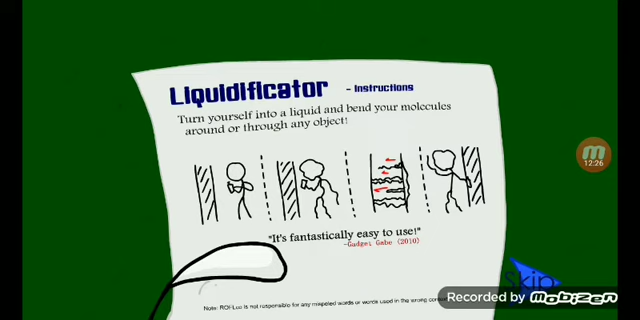 Liquidificator - Instructions
Turn yourself into a liquid and bend your molecules
around or through any object!
"It's fantastically easy to use!"
-Gadget Gabe (2010)
Note: ROFLco is not responsible for any mispeled words or words used in the wrong
12:26
Skip
Recorded by mobizen